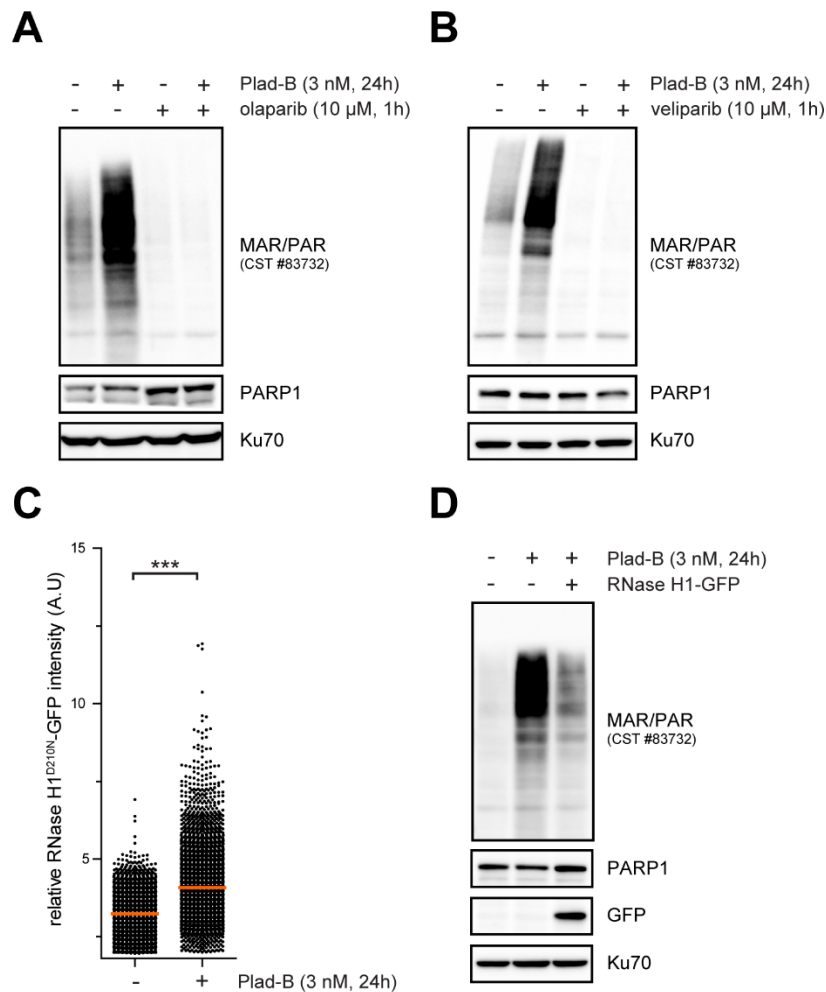 A
- + - + Plad-B (3 nM, 24h)
- - + + olaparib (10 µM, 1h)
MAR/PAR
(CST #83732)
PARP1
Ku70
B
- + - + Plad-B (3 nM, 24h)
- - + + veliparib (10 µM, 1h)
MAR/PAR
(CST #83732)
PARP1
Ku70
C
relative RNase H1D210N-GFP intensity (A.U)
15
10
5
***
- + Plad-B (3 nM, 24h)
D
- + + Plad-B (3 nM, 24h)
- - + RNase H1-GFP
MAR/PAR
(CST #83732)
PARP1
GFP
Ku70